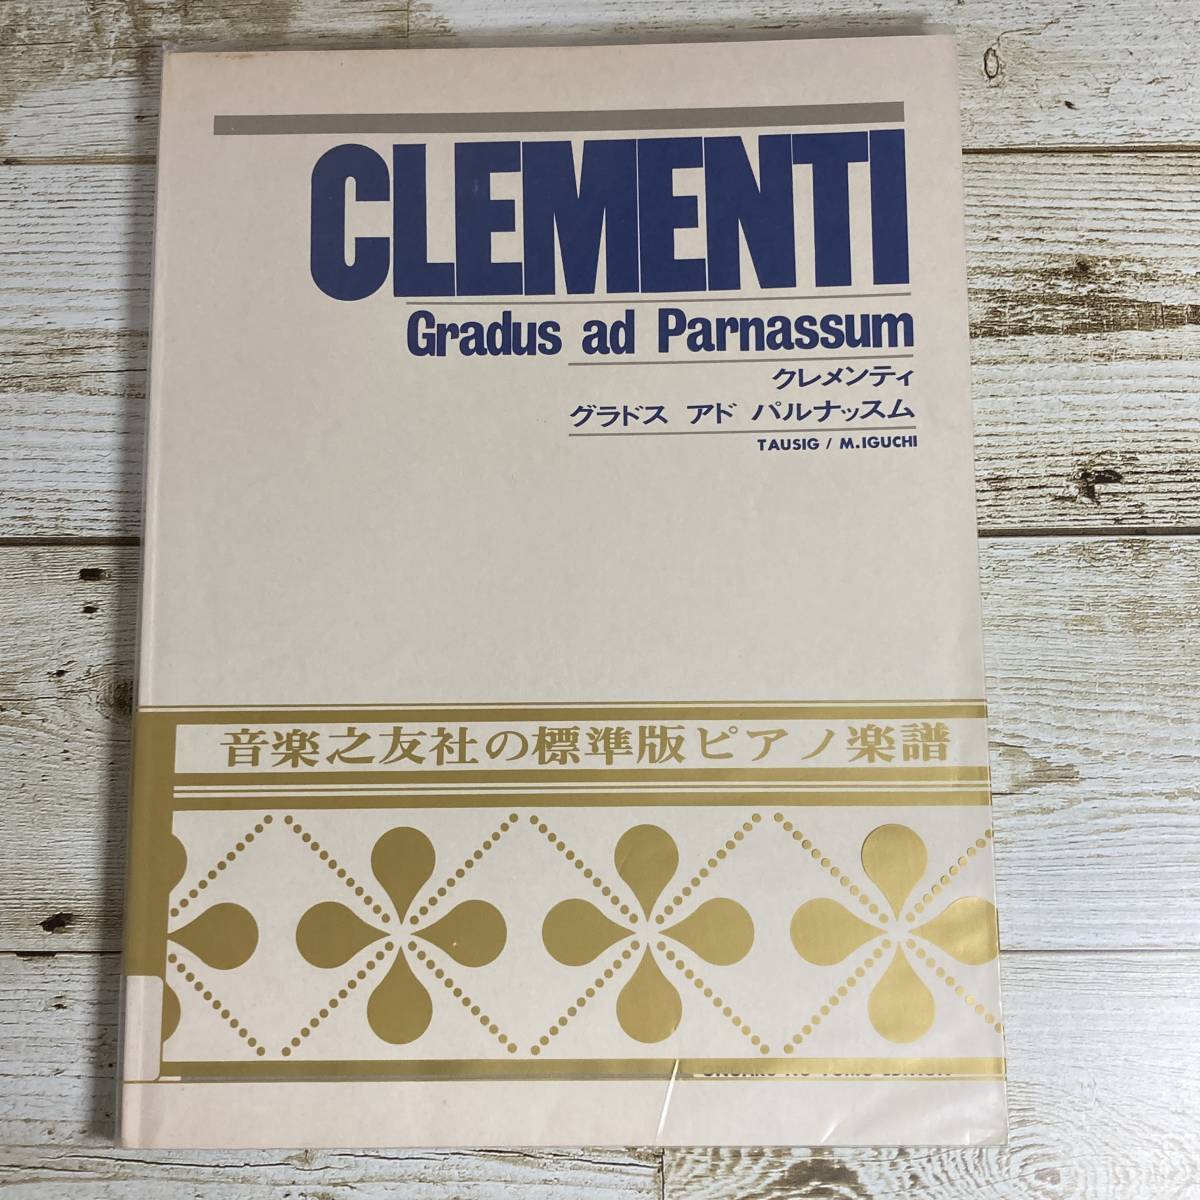 CLEMENTI
Gradus ad Parnassum
クレメンティ
グラドス アド パルナッスム
TAUSIG / M.IGUCHI
音楽之友社の標準版ピアノ楽譜
EDITION